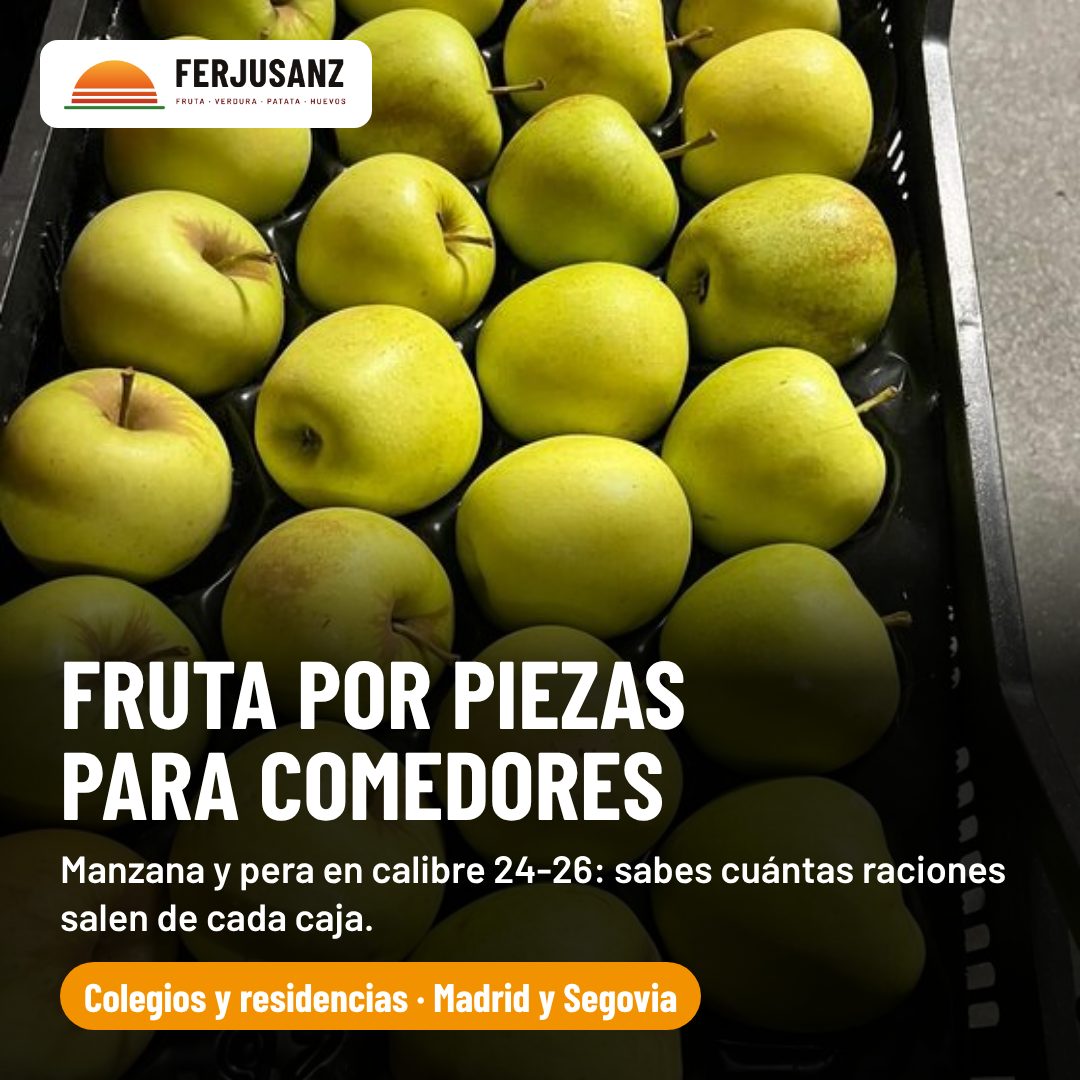 FERJUSANZ
FRUTA · VERDURA · PATATA · HUEVOS
FRUTA POR PIEZAS
PARA COMEDORES
Manzana y pera en calibre 24-26: sabes cuántas raciones
salen de cada caja.
Colegios y residencias · Madrid y Segovia